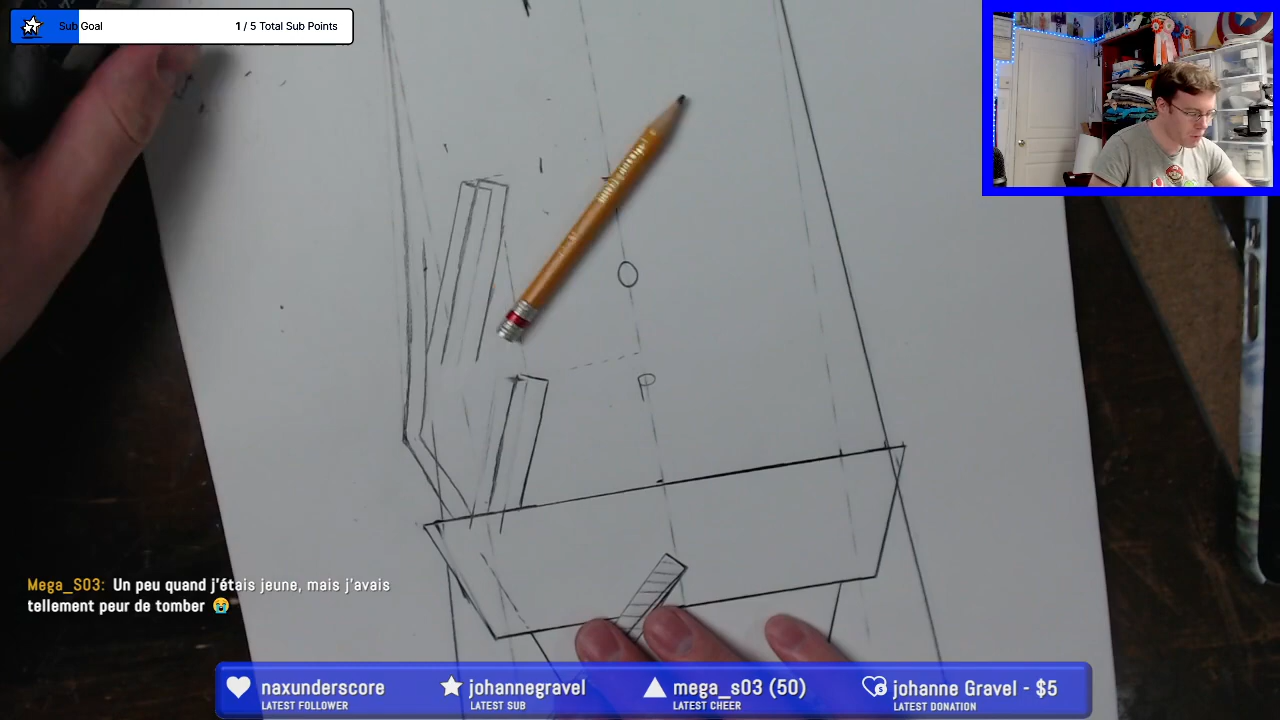 Sub Goal 1 / 5 Total Sub Points
Mega_S03: Un peu quand j'étais jeune, mais j'avais
tellement peur de tomber 😭
naxunderscore
LATEST FOLLOWER
johannegravel
LATEST SUB
mega_s03 (50)
LATEST CHEER
johanne Gravel - $5
LATEST DONATION